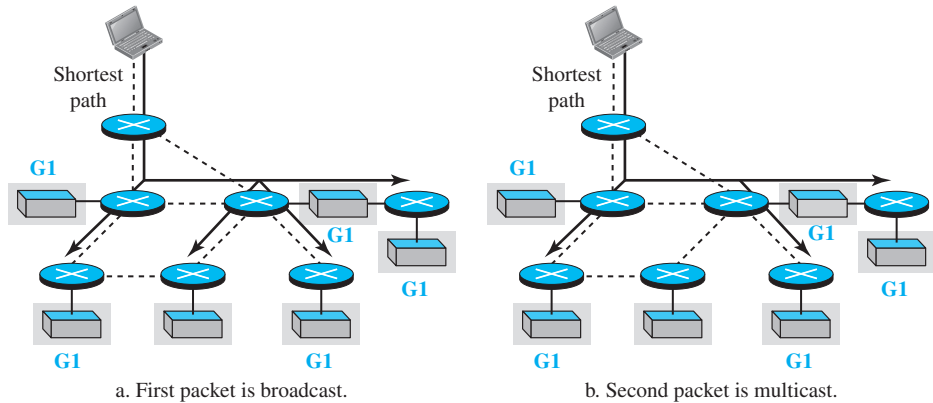 Shortest
path
G1
G1
G1
G1
G1
a. First packet is broadcast.
Shortest
path
G1
G1
G1
G1
G1
b. Second packet is multicast.